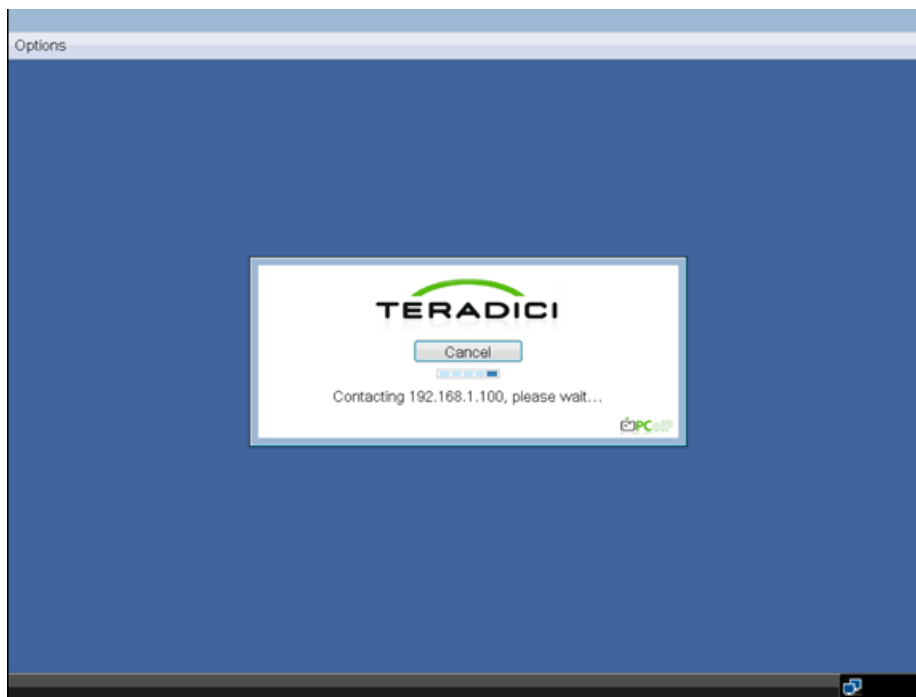 Options
TERADICI
Cancel
Contacting 192.168.1.100, please wait...
PCoIP